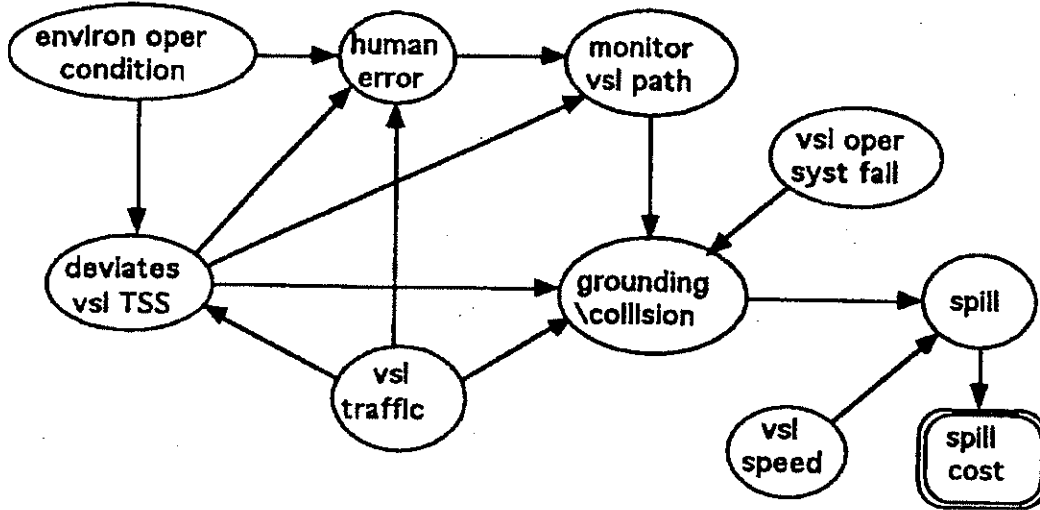 environ oper
condition
human
error
monitor
vsl path
vsl oper
syst fail
deviates
vsl TSS
grounding
\collision
spill
vsl
traffic
vsl
speed
spill
cost